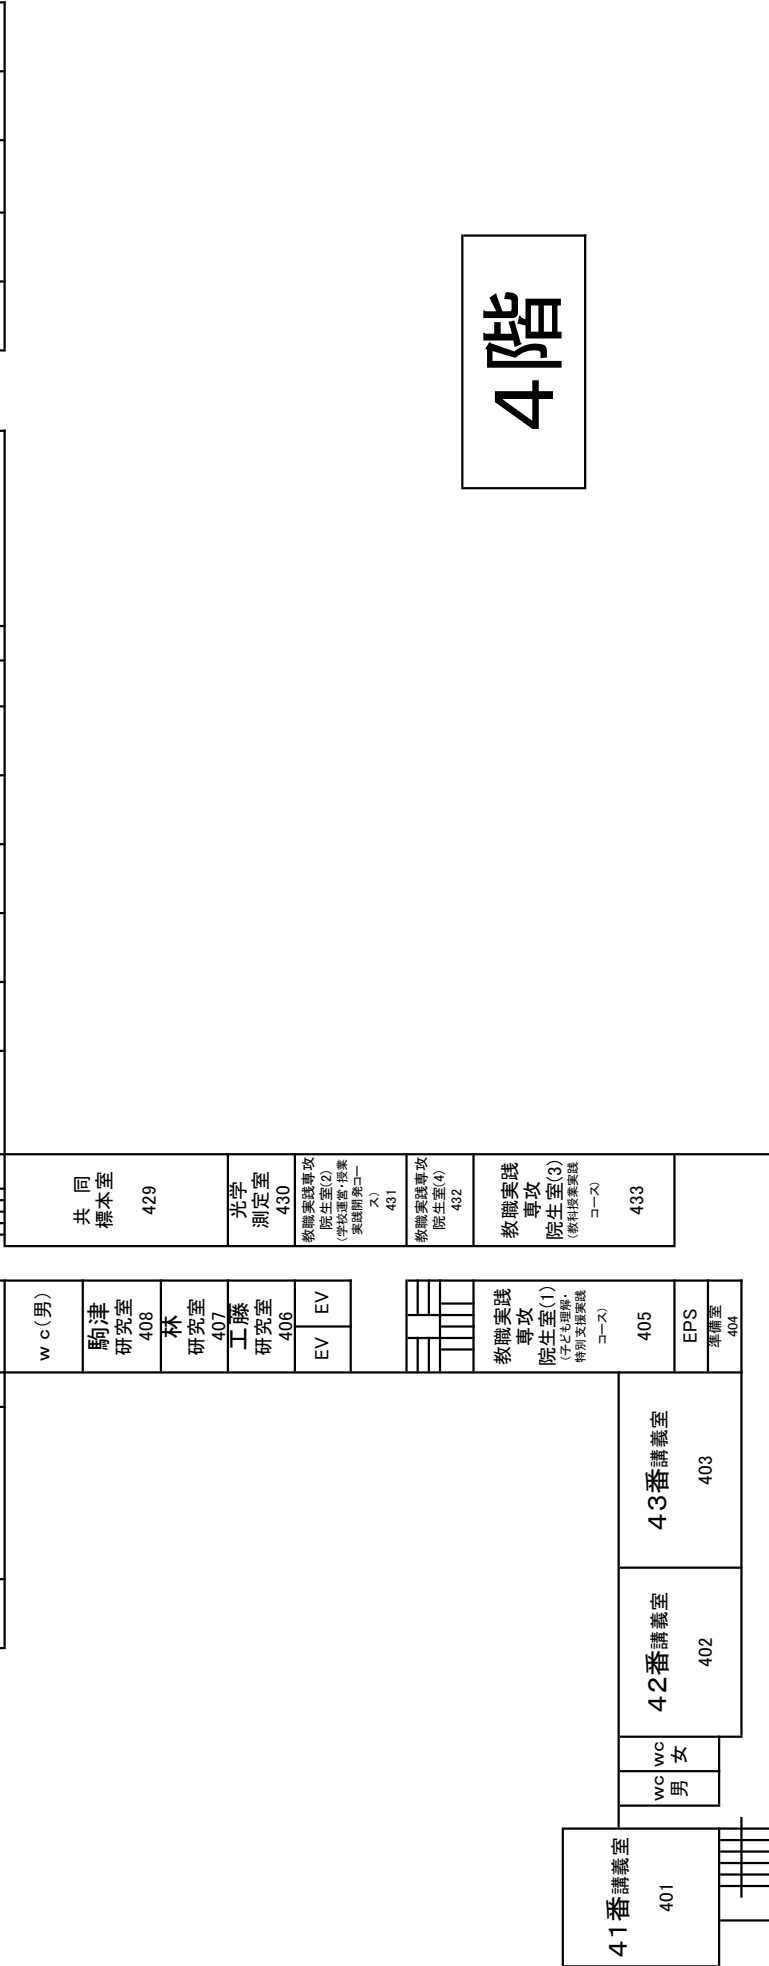 4階
共 同
標本室
429
光学
測定室
430
教職実践専攻
院生室(2)
(学校運営・授業
実践開発コー
ス)
431
教職実践専攻
院生室(4)
432
教職実践
専攻
院生室(3)
(教科授業実践
コース)
433
wc(男)
駒津
研究室
408
林
研究室
407
工藤
研究室
406
EV
EV
教職実践
専攻
院生室(1)
(子ども理解・
特別支援実践
コース)
405
EPS
準備室
404
43番講義室
403
42番講義室
402
wc
女
wc
男
41番講義室
401